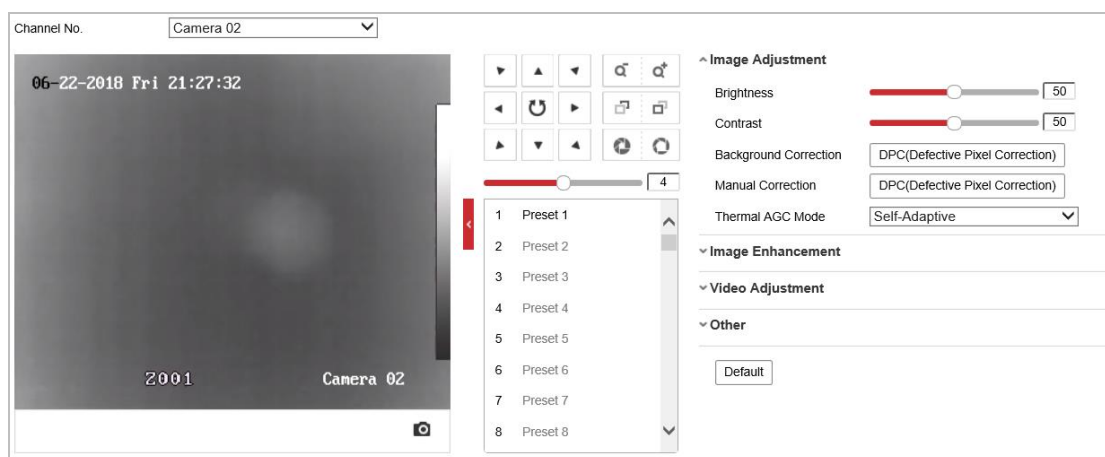 Channel No. Camera 02
06-22-2018 Fri 21:27:32
Z001 Camera 02
4
1 Preset 1
2 Preset 2
3 Preset 3
4 Preset 4
5 Preset 5
6 Preset 6
7 Preset 7
8 Preset 8
Image Adjustment
Brightness 50
Contrast 50
Background Correction DPC(Defective Pixel Correction)
Manual Correction DPC(Defective Pixel Correction)
Thermal AGC Mode Self-Adaptive
Image Enhancement
Video Adjustment
Other
Default